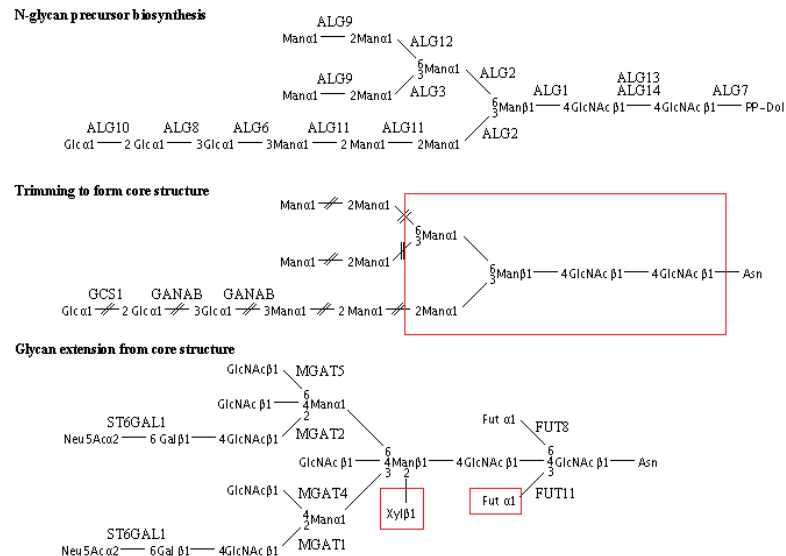 N-glycan precursor biosynthesis
ALG9
Manα1 2Manα1 ALG12
6
3Manα1
ALG9 ALG2 ALG13
Manα1 2Manα1 ALG3 ALG1 ALG14 ALG7
6
3Manβ1 4GlcNAc β1 4GlcNAc β1 PP-Dol
ALG10 ALG8 ALG6 ALG11 ALG11 ALG2
Glc α1 2 Glc α1 3Glc α1 3Manα1 2 Manα1 2Manα1
Trimming to form core structure
Manα1 2Manα1
6
3Manα1
Manα1 2Manα1
6
3Manβ1 4GlcNAc β1 4GlcNAc β1 Asn
GCS1 GANAB GANAB
Glc α1 2 Glc α1 3Glc α1 3Manα1 2 Manα1 2Manα1
Glycan extension from core structure
GlcNAcβ1 MGAT5
6
GlcNAc β1 4Manα1
2
ST6GAL1 MGAT2 Fut α1 FUT8
Neu5Acα2 6 Galβ1 4GlcNAcβ1
6 6
GlcNAc β1 4Manβ1 4GlcNAc β1 4GlcNAc β1 Asn
3 2 3
GlcNAcβ1 MGAT4 Fut α1 FUT11
4 Xylβ1
2Manα1
ST6GAL1 MGAT1
Neu5Acα2 6Gal β1 4GlcNAcβ1